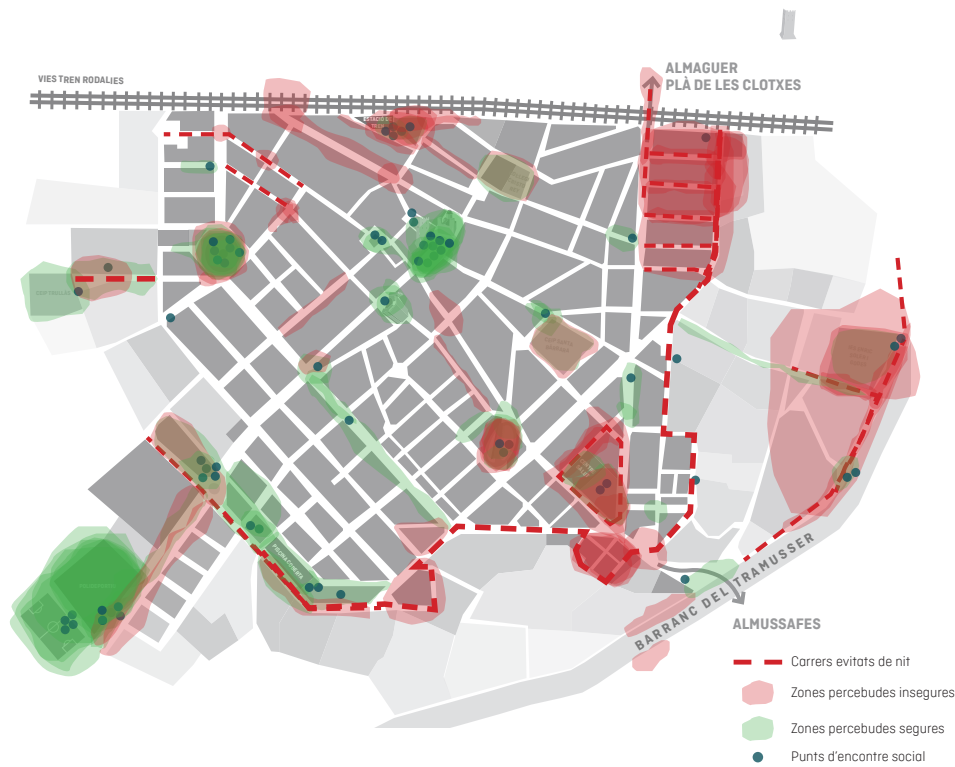 VIES TREN RODALIES
ALMAGUER
PLÀ DE LES CLOTXES
BARRANC DEL TRAMUSSER
ALMUSSAFES
Carrers evitats de nit
Zones percebudes insegures
Zones percebudes segures
Punts d'encontre social